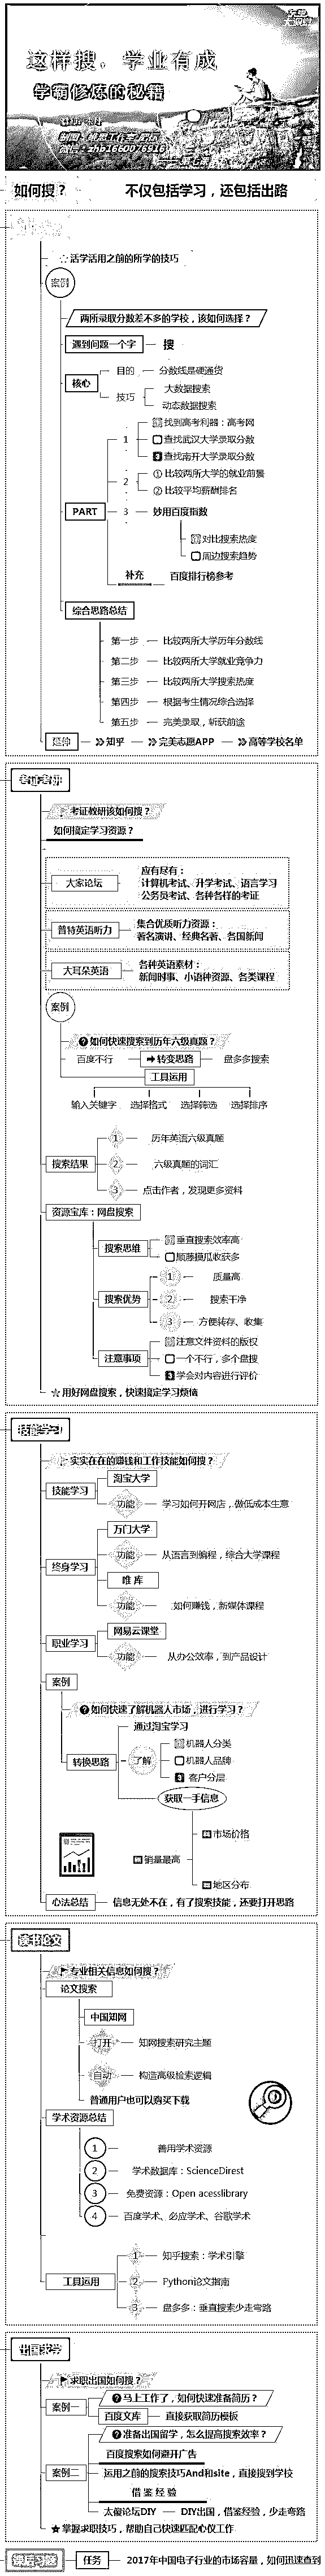 这样搜，学业有成
学霸修炼的秘籍
如何搜？
不仅包括学习，还包括出路
活学活用之前的所学的技巧
案例
两所录取分数差不多的学校，该如何选择？
遇到问题一个字
搜
核心
目的
分数线是硬通货
技巧
大数据搜索
动态数据搜索
PART
1
找到高考利器：高考网
查找武汉大学录取分数
3
查找南开大学录取分数
2
① 比较两所大学的就业前景
② 比较平均薪酬排名
3
妙用百度指数
对比搜索热度
周边搜索趋势
补充
百度排行榜参考
综合思路总结
第一步
比较两所大学历年分数线
第二步
比较两所大学就业竞争力
第三步
比较两所大学搜索热度
第四步
根据考生情况综合选择
第五步
完美录取，斩获前途
延伸
知乎
完美志愿APP
高等学校名单
考证考研
考证教研该如何搜？
如何搞定学习资源？
大家论坛
应有尽有：
计算机考试、升学考试、语言学习
公务员考试、各种各样的考证
普特英语听力
集合优质听力资源：
著名演讲、经典名著、各国新闻
大耳朵英语
各种英语素材：
新闻时事、小语种资源、各类课程
案例
如何快速搜索到历年六级真题？
百度不行
转变思路
盘多多搜索
工具运用
输入关键字
选择格式
选择筛选
选择排序
搜索结果
1
历年英语六级真题
2
六级真题的词汇
3
点击作者，发现更多资料
资源宝库：网盘搜索
搜索思维
垂直搜索效率高
顺藤摸瓜收获多
搜索优势
1
质量高
2
搜索干净
3
方便转存、收集
注意事项
注意文件资料的版权
一个不行，多个盘搜
3
学会对内容进行评价
用好网盘搜索，快速搞定学习烦恼
技能学习
实实在在的赚钱和工作技能如何搜？
技能学习
淘宝大学
功能
学习如何开网店，做低成本生意
终身学习
万门大学
功能
从语言到编程，综合大学课程
唯 库
功能
如何赚钱，新媒体课程
职业学习
网易云课堂
功能
从办公效率，到产品设计
案例
如何快速了解机器人市场，进行学习？
转换思路
通过淘宝学习
了解
机器人分类
机器人品牌
3
客户分层
获取一手信息
市场价格
销量最高
地区分布
心法总结
信息无处不在，有了搜索技能，还要打开思路
读书论文
专业相关信息如何搜？
论文搜索
中国知网
打开
知网搜索研究主题
自动
构造高级检索逻辑
普通用户也可以购买下载
学术资源总结
1
善用学术资源
2
学术数据库：ScienceDirest
3
免费资源：Open acesslibrary
4
百度学术、必应学术、谷歌学术
工具运用
1
知乎搜索：学术引擎
2
Python论文指南
3
盘多多：垂直搜索少走弯路
出国求学
求职出国如何搜？
案例一
马上工作了，如何快速准备简历？
百度文库
直接获取简历模板
案例二
准备出国留学，怎么提高搜索效率？
百度搜索如何避开广告
运用之前的搜索技巧And和site，直接搜到学校
借 鉴 经 验
太傻论坛DIY
DIY出国，借鉴经验，少走弯路
掌握求职技巧，帮助自己快速匹配心仪工作
课后习题
任务
2017年中国电子行业的市场容量，如何迅速查到